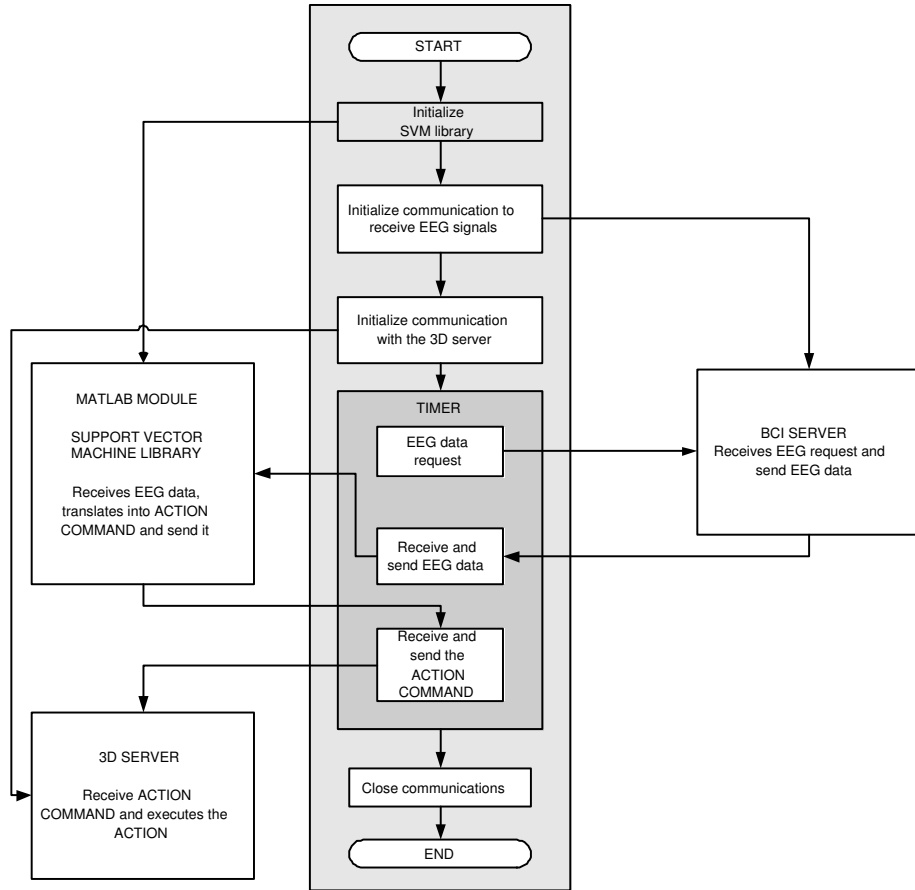 START
Initialize
SVM library
Initialize communication to
receive EEG signals
Initialize communication
with the 3D server
MATLAB MODULE
SUPPORT VECTOR
MACHINE LIBRARY
Receives EEG data,
translates into ACTION
COMMAND and send it
TIMER
EEG data
request
Receive and
send EEG data
Receive and
send the
ACTION
COMMAND
BCI SERVER
Receives EEG request and
send EEG data
3D SERVER
Receive ACTION
COMMAND and executes the
ACTION
Close communications
END